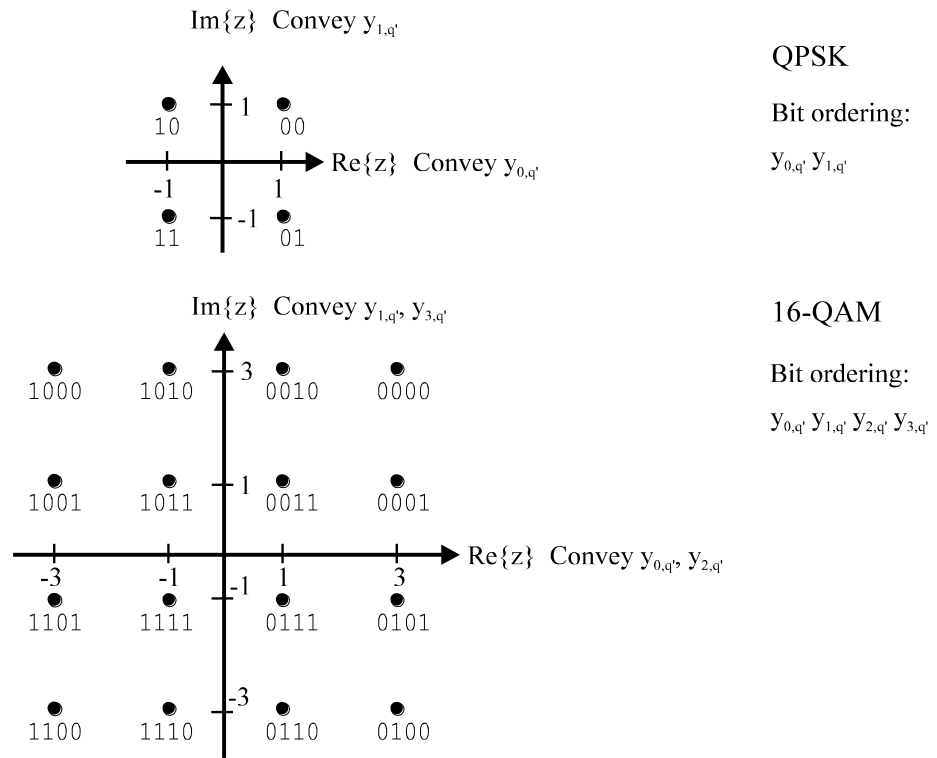 Im{z} Convey y1,q'
QPSK
Bit ordering:
y0,q' y1,q'
1
10 00
Re{z} Convey y0,q'
-1 1
-1
11 01
Im{z} Convey y1,q', y3,q'
16-QAM
Bit ordering:
y0,q' y1,q' y2,q' y3,q'
3
1000 1010 0010 0000
1
1001 1011 0011 0001
Re{z} Convey y0,q', y2,q'
-3 -1 1 3
-1
1101 1111 0111 0101
-3
1100 1110 0110 0100